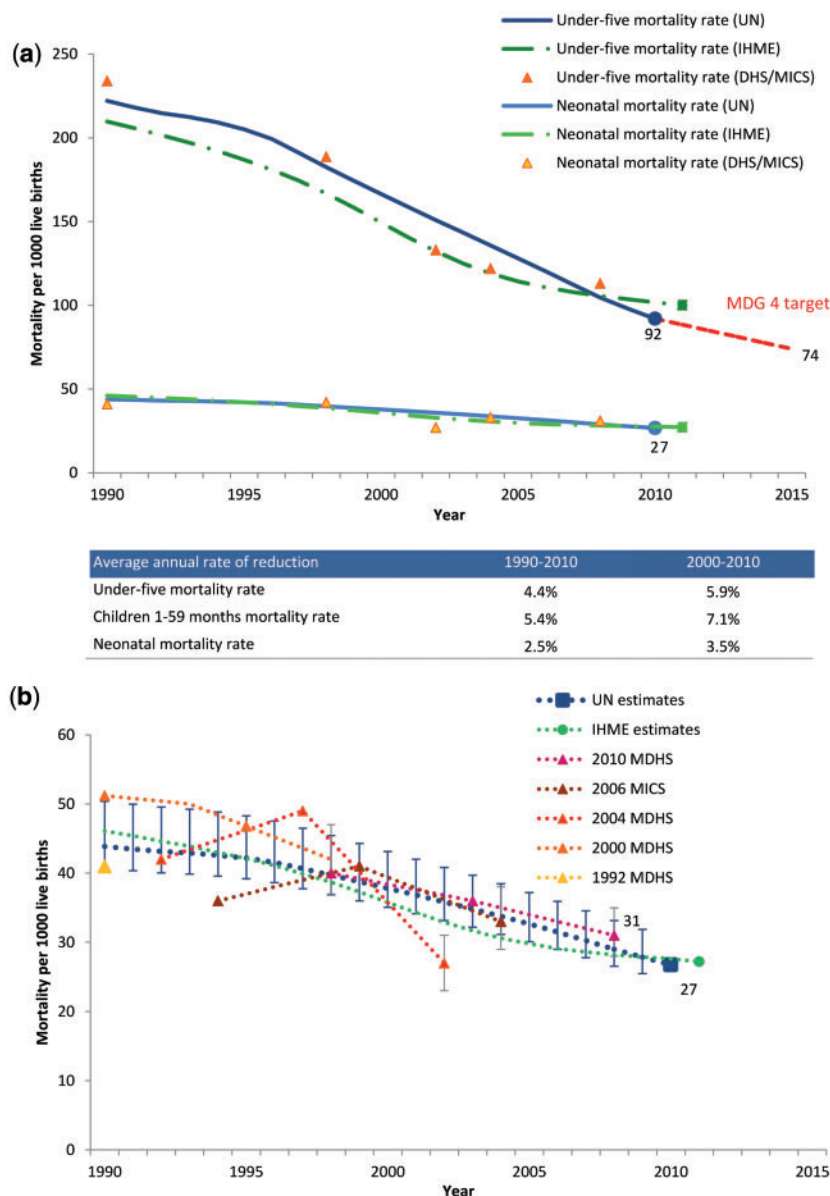 (a)
Under-five mortality rate (UN)
Under-five mortality rate (IHME)
Under-five mortality rate (DHS/MICS)
Neonatal mortality rate (UN)
Neonatal mortality rate (IHME)
Neonatal mortality rate (DHS/MICS)
Mortality per 1000 live births
250
200
150
100
50
0
MDG 4 target
92
74
27
1990 1995 2000 2005 2010 2015
Year
Average annual rate of reduction 1990-2010 2000-2010
Under-five mortality rate 4.4% 5.9%
Children 1-59 months mortality rate 5.4% 7.1%
Neonatal mortality rate 2.5% 3.5%
(b)
UN estimates
IHME estimates
2010 MDHS
2006 MICS
2004 MDHS
2000 MDHS
1992 MDHS
Mortality per 1000 live births
60
50
40
30
20
10
0
31
27
1990 1995 2000 2005 2010 2015
Year